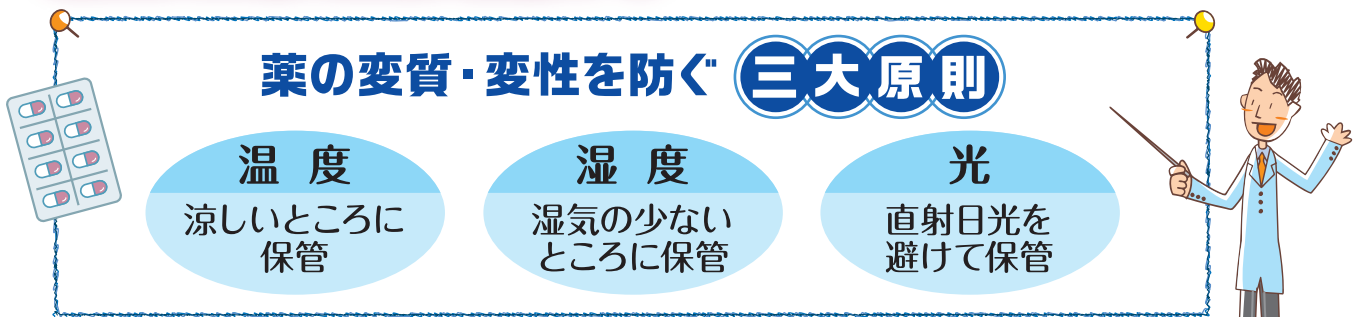 薬の変質・変性を防ぐ 三大原則
温度
涼しいところに
保管
湿度
湿気の少ない
ところに保管
光
直射日光を
避けて保管